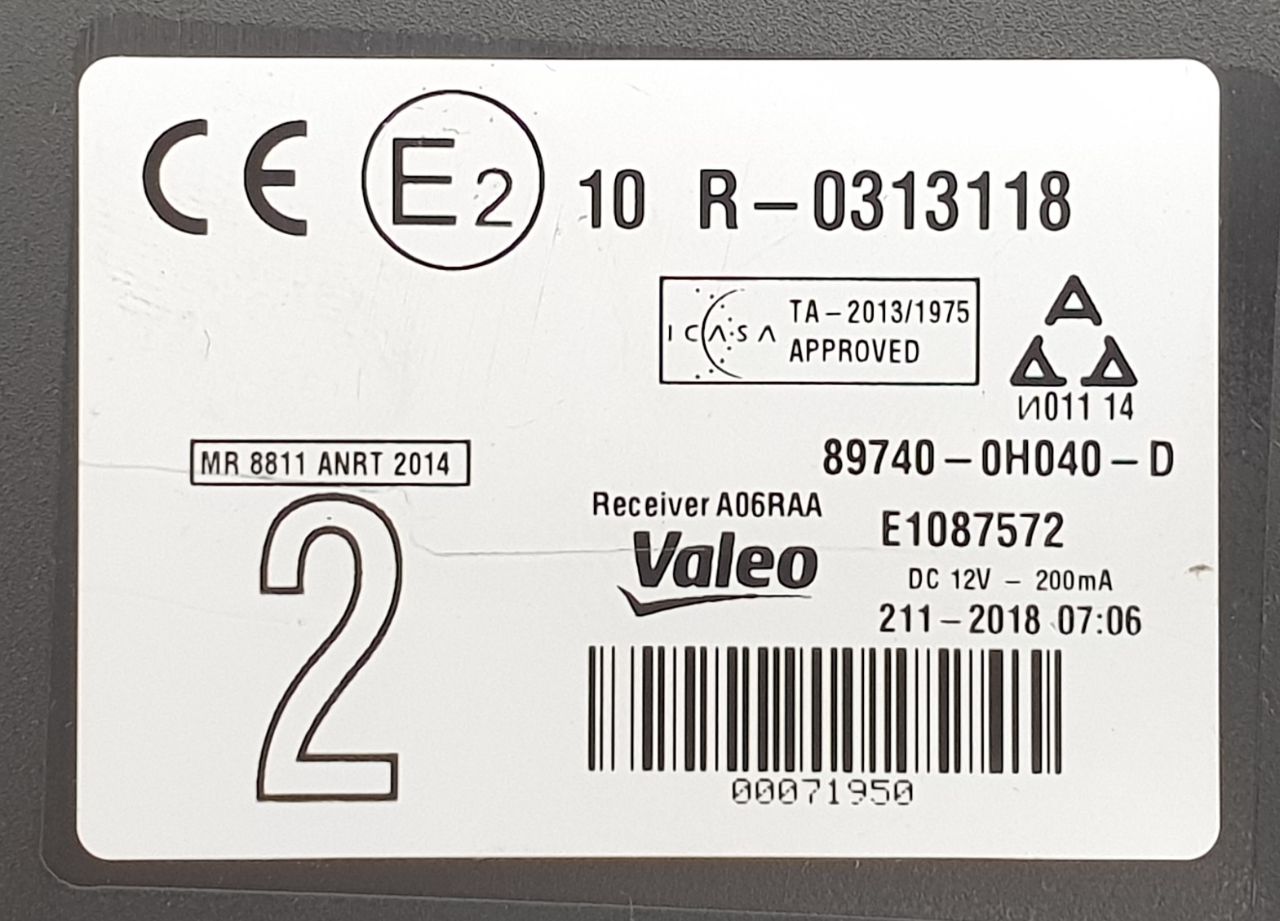 CE E2 10 R-0313118
ICASA TA-2013/1975
APPROVED
И011 14
MR 8811 ANRT 2014
89740-0H040-D
Receiver A06RAA
E1087572
Valeo
DC 12V - 200mA
211-2018 07:06
2
00071950